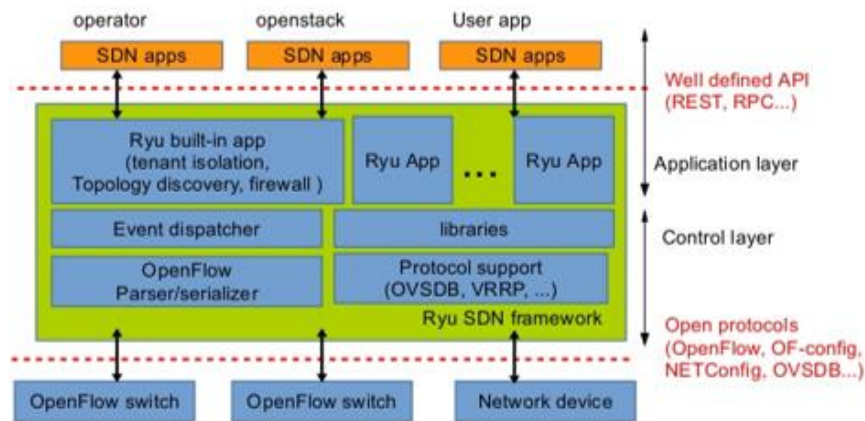 operator
openstack
User app
SDN apps
SDN apps
SDN apps
Well defined API
(REST, RPC...)
Ryu built-in app
(tenant isolation,
Topology discovery, firewall )
Ryu App
...
Ryu App
Application layer
Event dispatcher
libraries
Control layer
OpenFlow
Parser/serializer
Protocol support
(OVSDB, VRRP, ...)
Ryu SDN framework
Open protocols
(OpenFlow, OF-config,
NETConfig, OVSDB...)
OpenFlow switch
OpenFlow switch
Network device